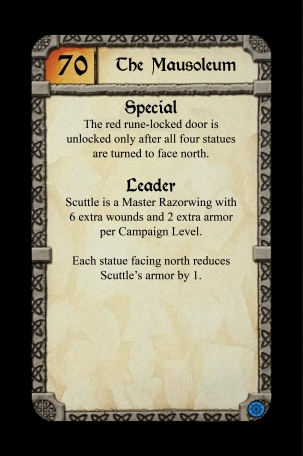 70 The Mausoleum
Special
The red rune-locked door is
unlocked only after all four statues
are turned to face north.
Leader
Scuttle is a Master Razorwing with
6 extra wounds and 2 extra armor
per Campaign Level.
Each statue facing north reduces
Scuttle's armor by 1.